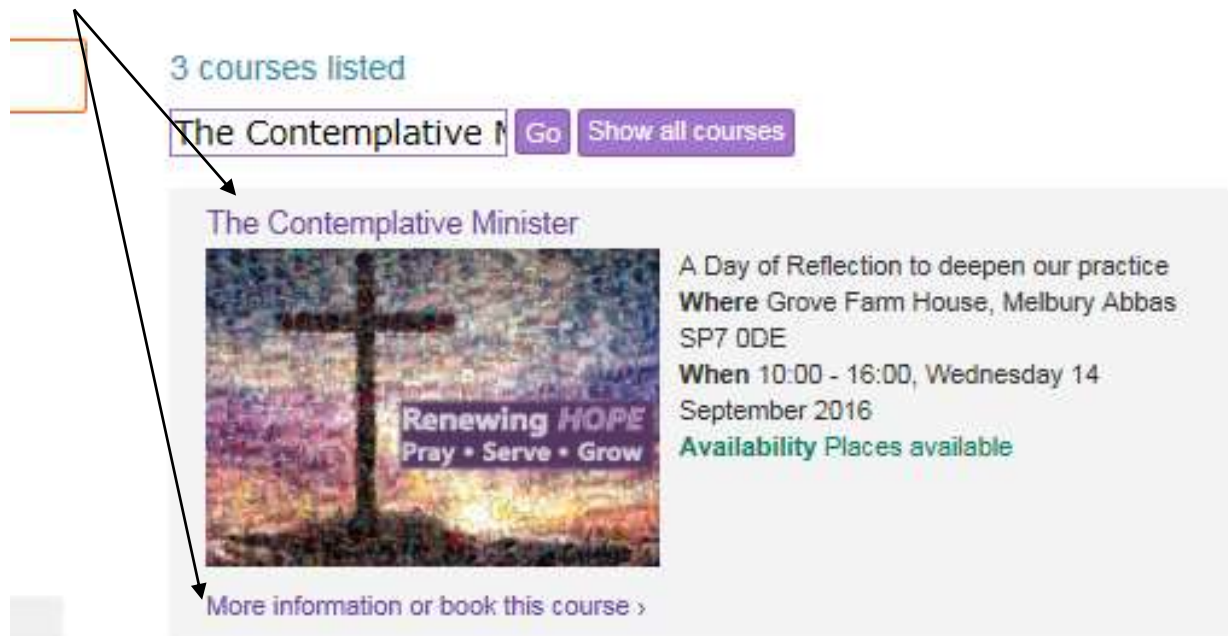 3 courses listed
The Contemplative M Go Show all courses
The Contemplative Minister
Renewing HOPE
Pray • Serve • Grow
A Day of Reflection to deepen our practice
Where Grove Farm House, Melbury Abbas
SP7 0DE
When 10:00 - 16:00, Wednesday 14
September 2016
Availability Places available
More information or book this course ›